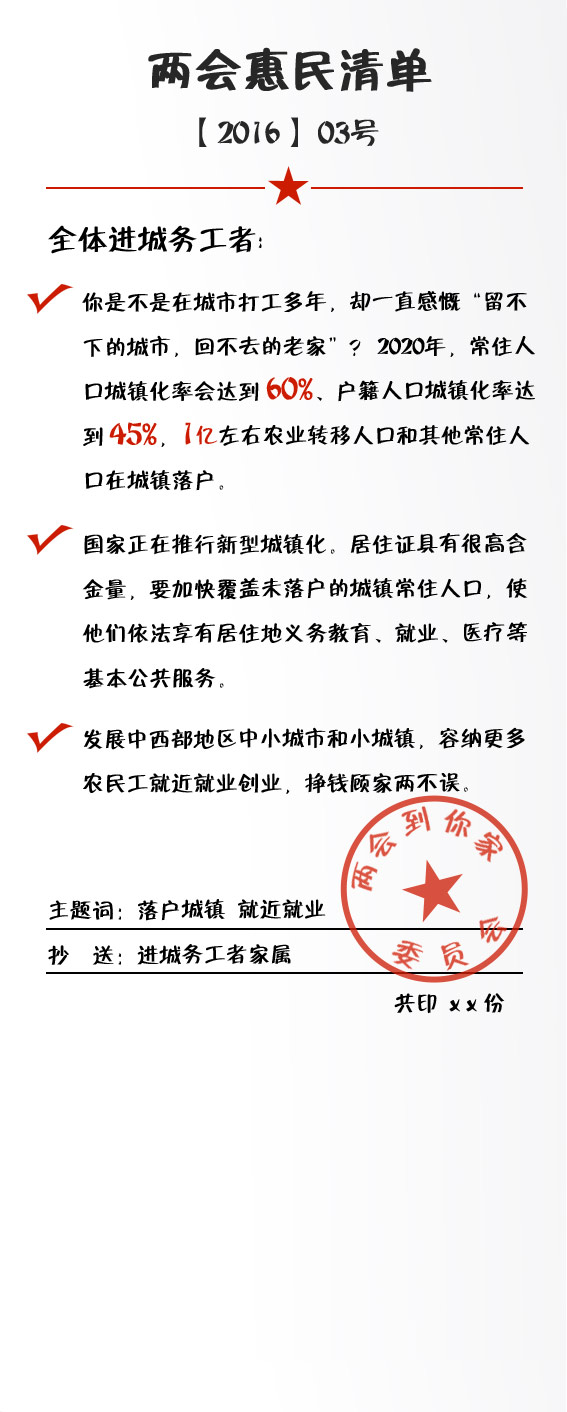 两会惠民清单
【2016】03号
全体进城务工者：
你是不是在城市打工多年，却一直感慨“留不
下的城市，回不去的老家”？2020年，常住人
口城镇化率会达到60%、户籍人口城镇化率达
到45%，1亿左右农业转移人口和其他常住人
口在城镇落户。
国家正在推行新型城镇化。居住证具有很高含
金量，要加快覆盖未落户的城镇常住人口，使
他们依法享有居住地义务教育、就业、医疗等
基本公共服务。
发展中西部地区中小城市和小城镇，容纳更多
农民工就近就业创业，挣钱顾家两不误。
两会到你家
委员会
主题词：落户城镇 就近就业
抄 送：进城务工者家属
共印 xx份